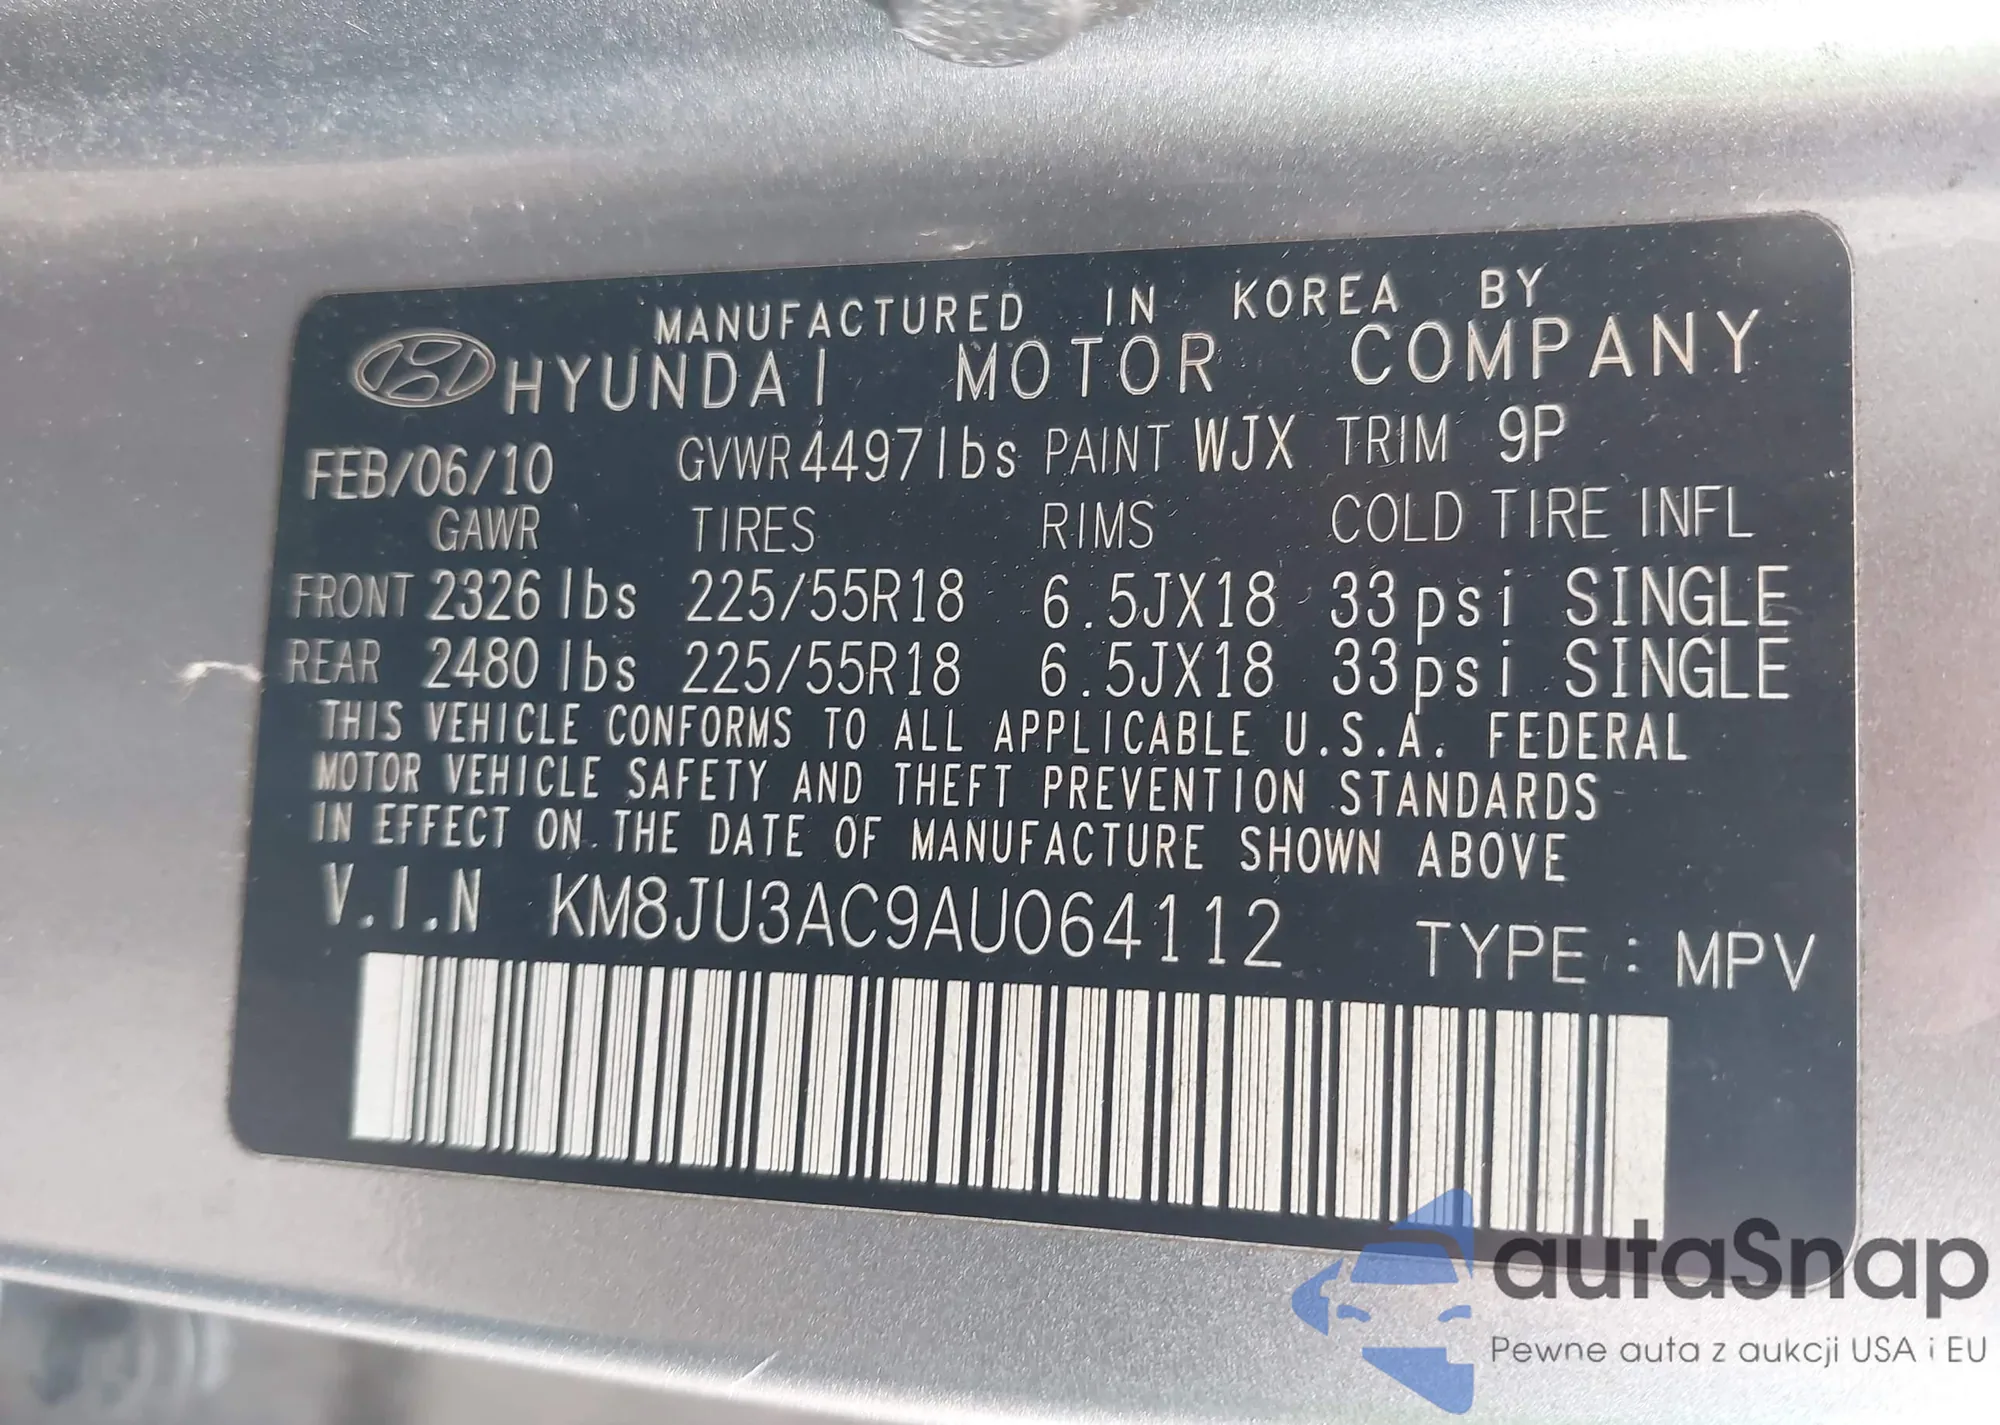 MANUFACTURED IN KOREA BY
HYUNDAI MOTOR COMPANY
FEB/06/10 GVWR 4497lbs PAINT WJX TRIM 9P
GAWR TIRES RIMS COLD TIRE INFL
FRONT 2326 lbs 225/55R18 6.5JX18 33psi SINGLE
REAR 2480 lbs 225/55R18 6.5JX18 33psi SINGLE
THIS VEHICLE CONFORMS TO ALL APPLICABLE U.S.A. FEDERAL
MOTOR VEHICLE SAFETY AND THEFT PREVENTION STANDARDS
IN EFFECT ON THE DATE OF MANUFACTURE SHOWN ABOVE
V.I.N KM8JU3AC9AU064112 TYPE : MPV
autaSnap
Pewne auta z aukcji USA i EU